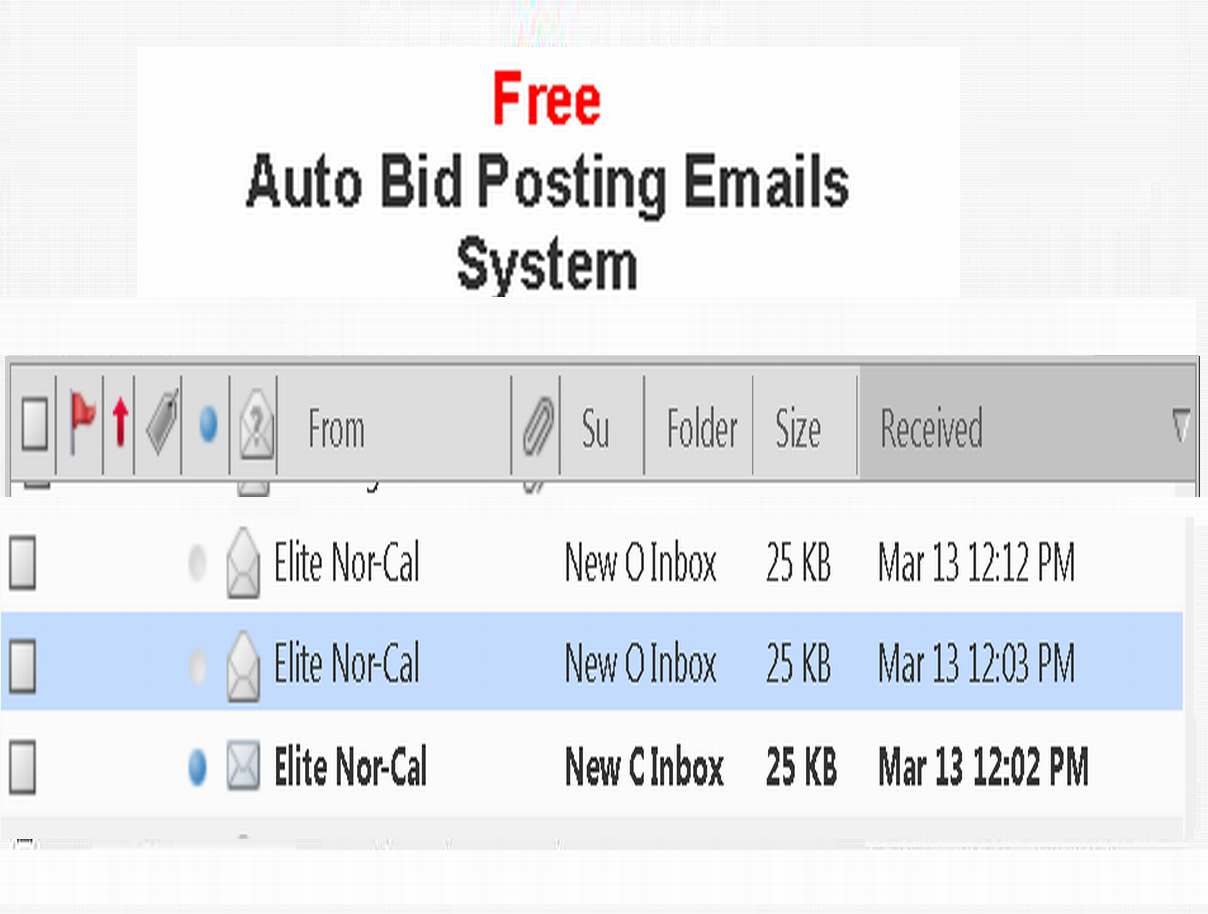 Free
Auto Bid Posting Emails
System
From Su Folder Size Received
Elite Nor-Cal New O Inbox 25 KB Mar 13 12:12 PM
Elite Nor-Cal New O Inbox 25 KB Mar 13 12:03 PM
Elite Nor-Cal New C Inbox 25 KB Mar 13 12:02 PM